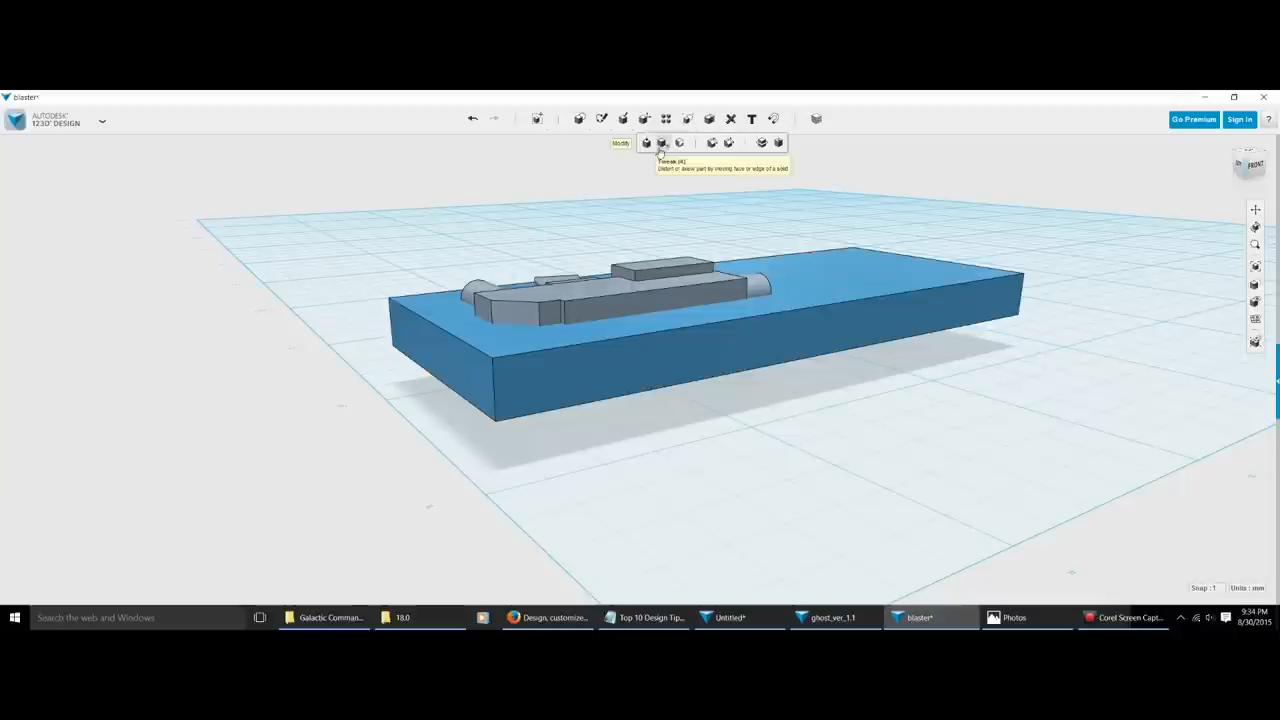 blaster*
AUTODESK
123D DESIGN
Go Premium
Sign In
?
Modify
Tweak (K)
Distort or skew part by moving face or edge of a solid
FRONT
Snap : 1
Units : mm
Search the web and Windows
Galactic Comman...
18.0
Design, customize...
Top 10 Design Tip...
Untitled*
ghost_ver_1.1
blaster*
Photos
Corel Screen Capt...
9:34 PM
8/30/2015